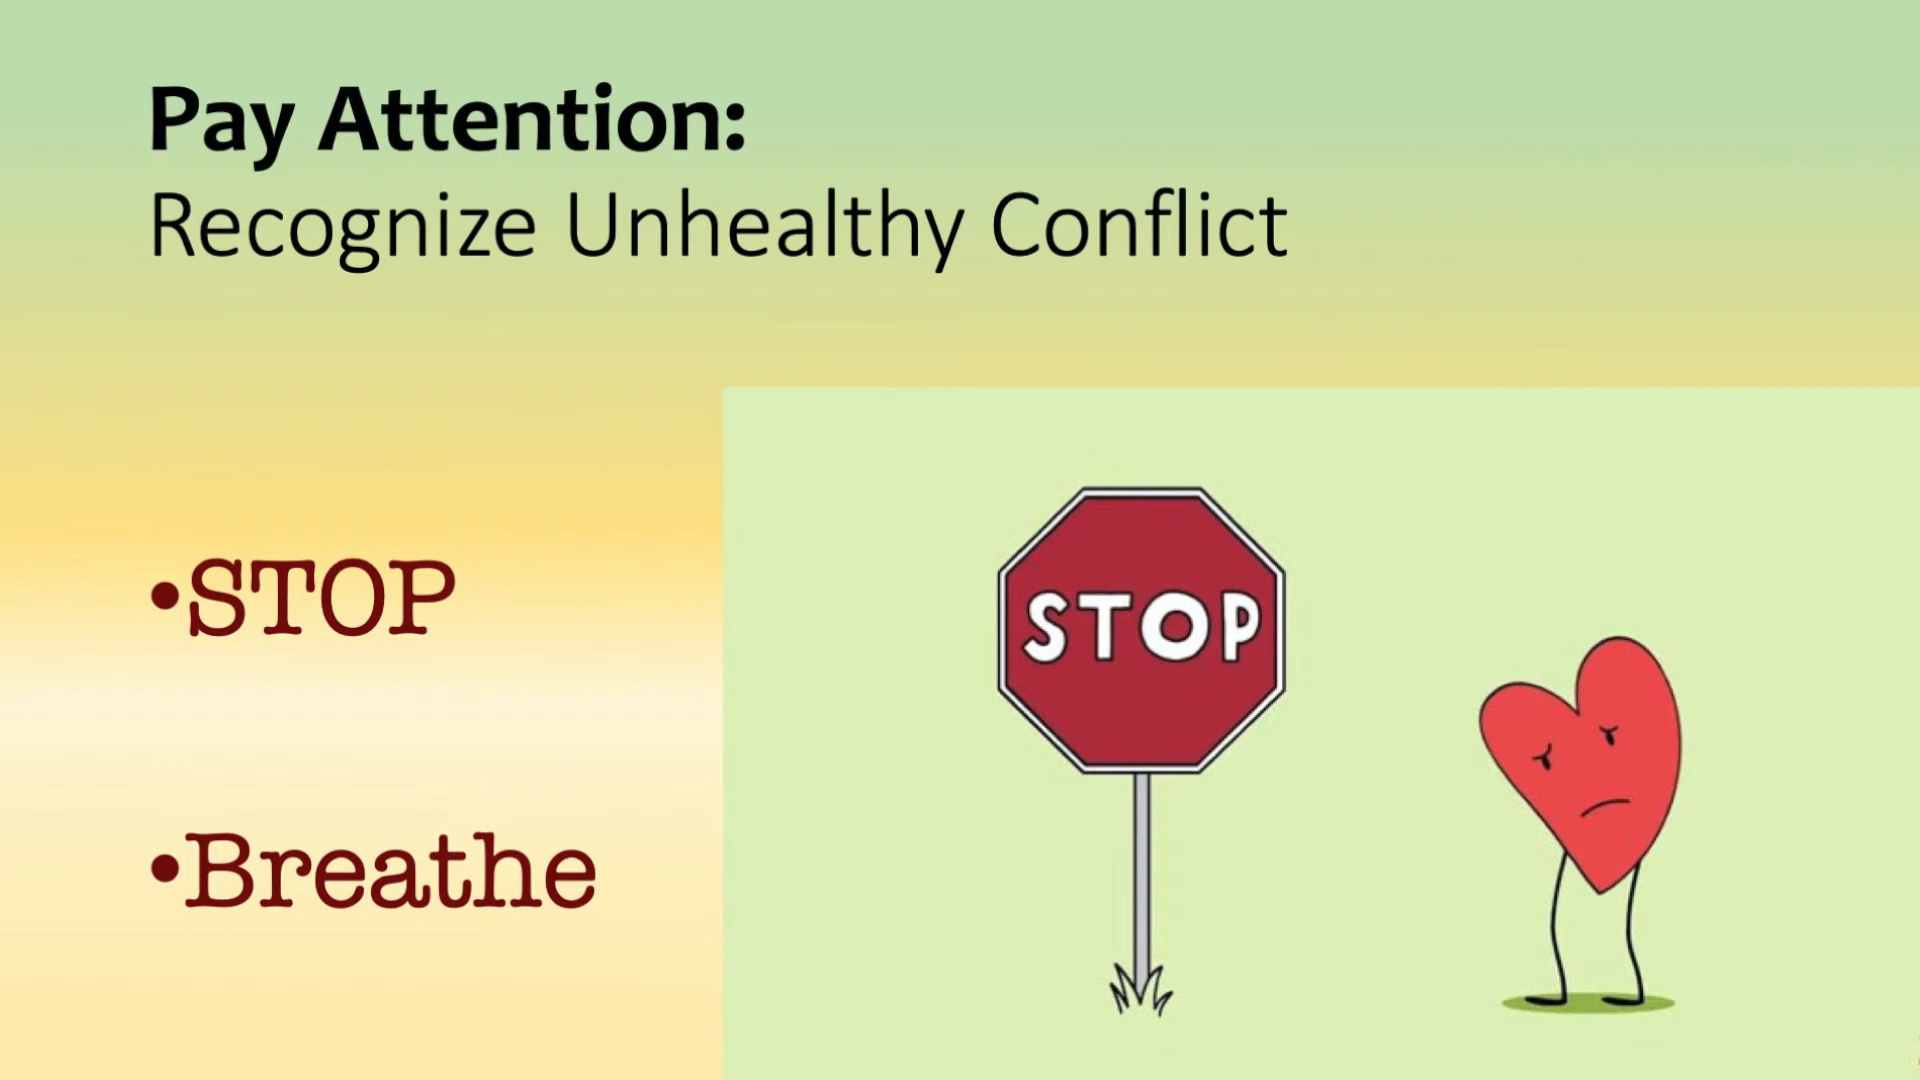 Pay Attention:
Recognize Unhealthy Conflict
•STOP
•Breathe
STOP